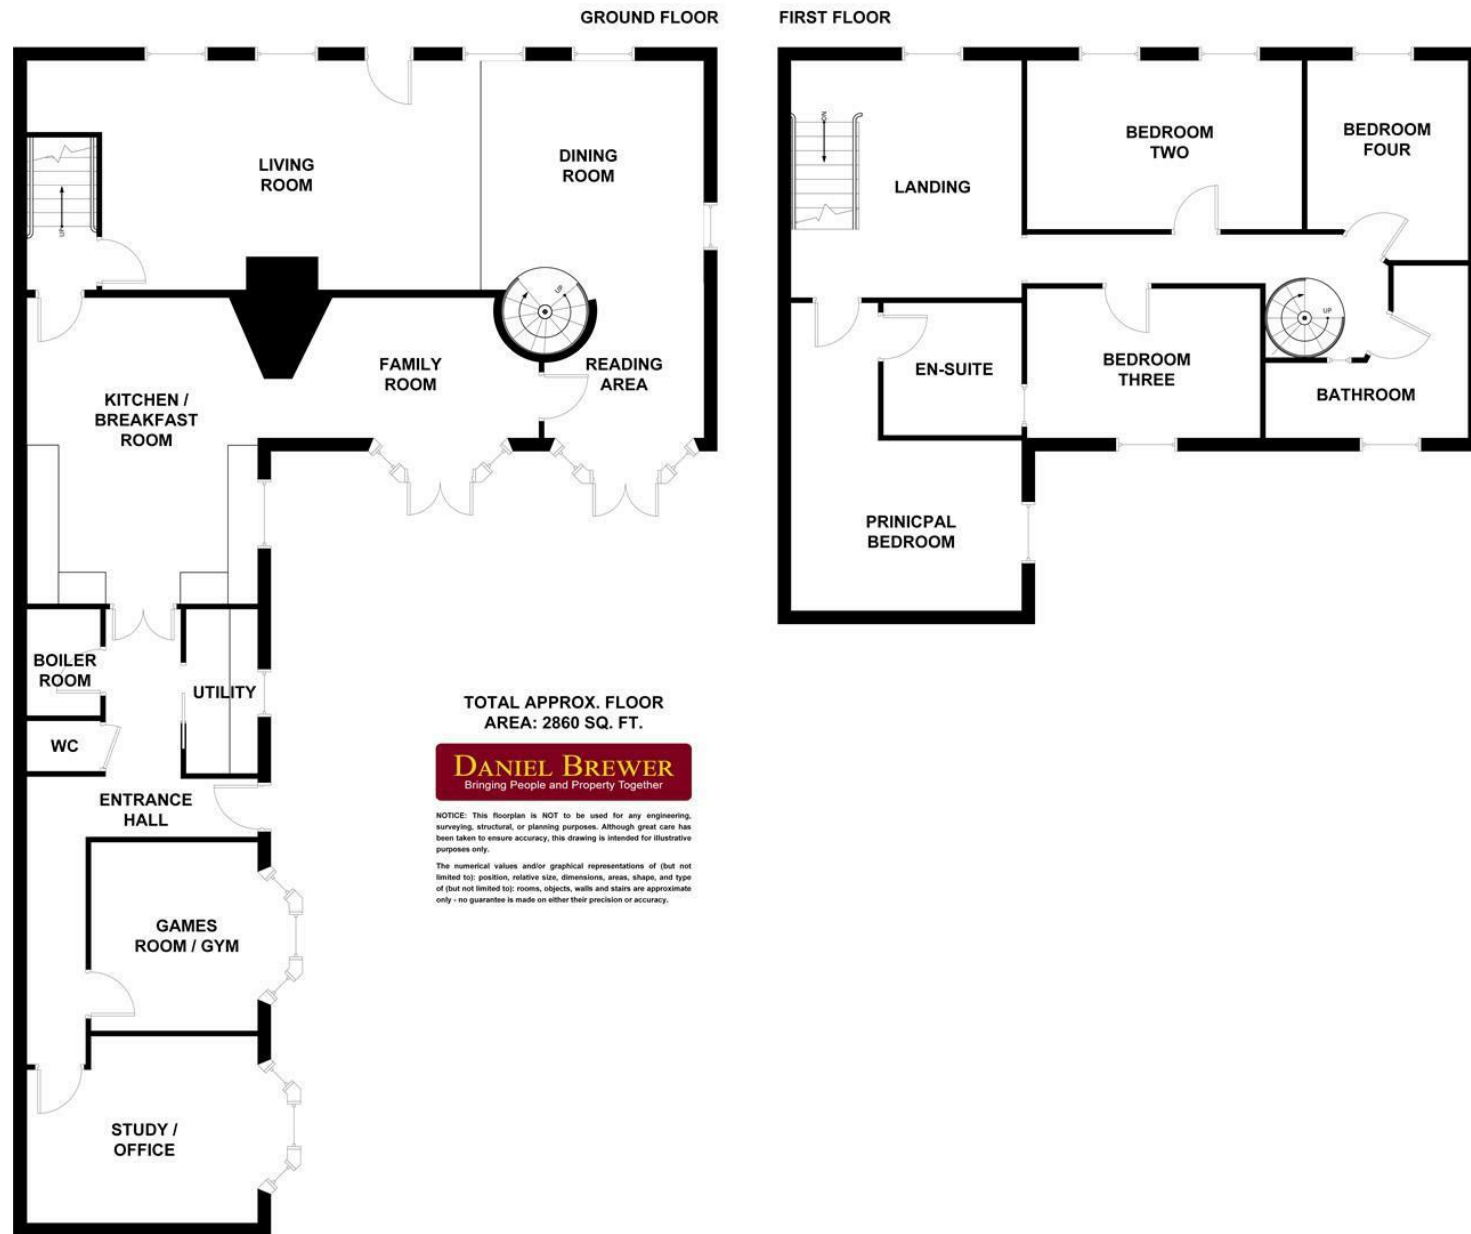 GROUND FLOOR
FIRST FLOOR
LIVING
ROOM
DINING
ROOM
UP
UP
FAMILY
ROOM
READING
AREA
KITCHEN /
BREAKFAST
ROOM
BOILER
ROOM
UTILITY
WC
ENTRANCE
HALL
GAMES
ROOM / GYM
STUDY /
OFFICE
DN
LANDING
BEDROOM
TWO
BEDROOM
FOUR
EN-SUITE
BEDROOM
THREE
UP
BATHROOM
PRINICPAL
BEDROOM
TOTAL APPROX. FLOOR
AREA: 2860 SQ. FT.
DANIEL BREWER
Bringing People and Property Together
NOTICE: This floorplan is NOT to be used for any engineering,
surveying, structural, or planning purposes. Although great care has
been taken to ensure accuracy, this drawing is intended for illustrative
purposes only.
The numerical values and/or graphical representations of (but not
limited to): position, relative size, dimensions, areas, shape, and type
of (but not limited to): rooms, objects, walls and stairs are approximate
only - no guarantee is made on either their precision or accuracy.